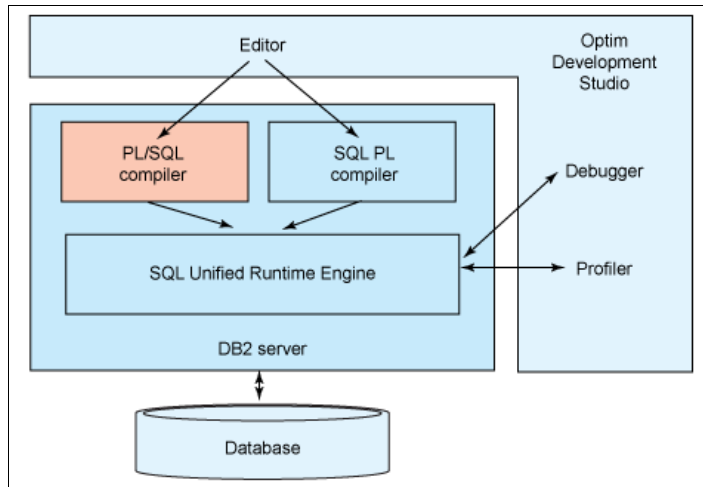 Editor
Optim
Development
Studio
PL/SQL
compiler
SQL PL
compiler
Debugger
SQL Unified Runtime Engine
Profiler
DB2 server
Database